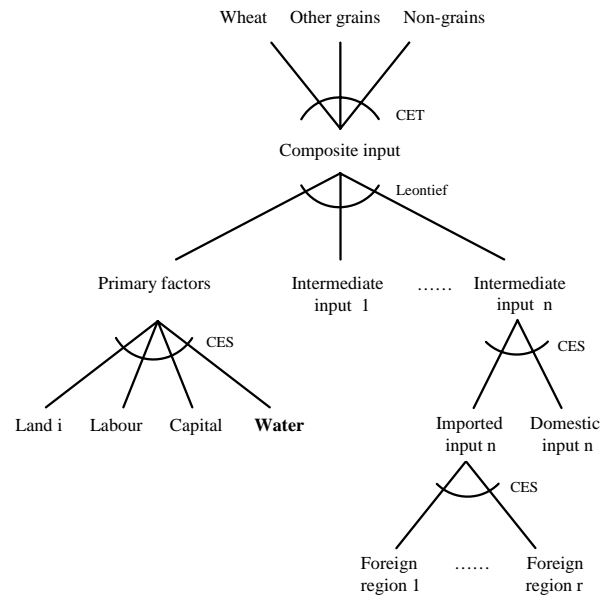 Wheat Other grains Non-grains
CET
Composite input
Leontief
Primary factors Intermediate input 1 ...... Intermediate input n
CES CES
Land i Labour Capital Water Imported input n Domestic input n
CES
Foreign region 1 ...... Foreign region r